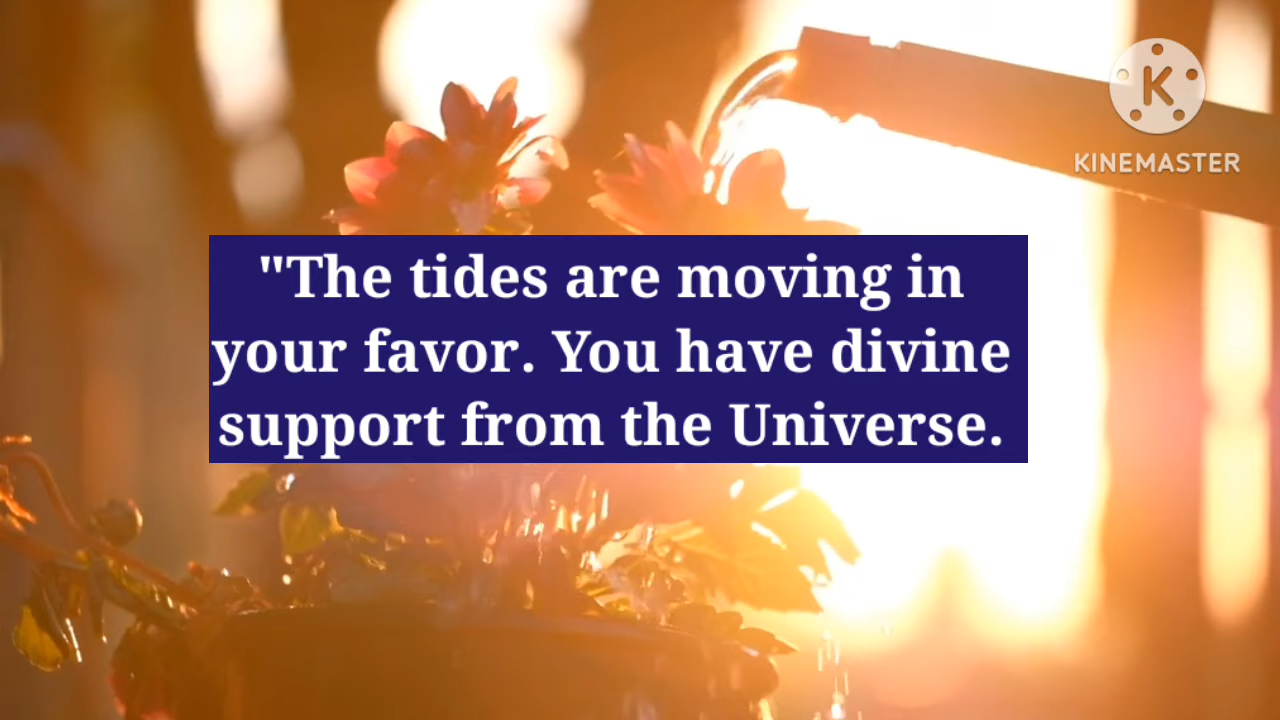 K
KINEMASTER
"The tides are moving in
your favor. You have divine
support from the Universe.